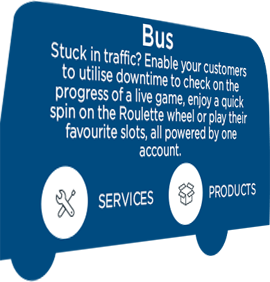 Bus
Stuck in traffic? Enable your customers
to utilise downtime to check on the
progress of a live game, enjoy a quick
spin on the Roulette wheel or play their
favourite slots, all powered by one
account.
SERVICES
PRODUCTS